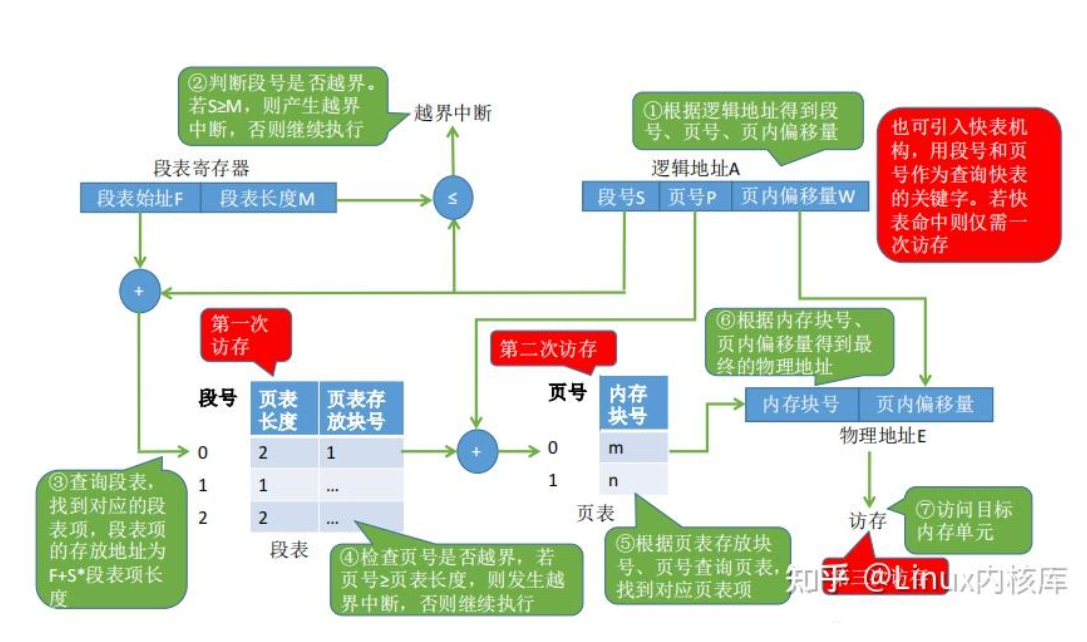 ②判断段号是否越界。
若S≥M，则产生越界
中断，否则继续执行
越界中断
①根据逻辑地址得到段
号、页号、页内偏移量
也可引入快表机
构，用段号和页
号作为查询快表
的关键字。若快
表命中则仅需一
次访存
段表寄存器
段表始址F 段表长度M
≤
逻辑地址A
段号S 页号P 页内偏移量W
+
第一次
访存
第二次访存
⑥根据内存块号、
页内偏移量得到最
终的物理地址
段号
页表
长度
页表存
放块号
0 2 1
1 1 ...
2 2 ...
段表
+
页号
内存
块号
0 m
1 n
页表
内存块号 页内偏移量
物理地址E
③查询段表，
找到对应的段
表项，段表项
的存放地址为
F+S*段表项长
度
④检查页号是否越界，若
页号≥页表长度，则发生越
界中断，否则继续执行
⑤根据页表存放块
号、页号查询页表，
找到对应页表项
访存
⑦访问目标
内存单元
第三次访存
知乎 @Linux内核库